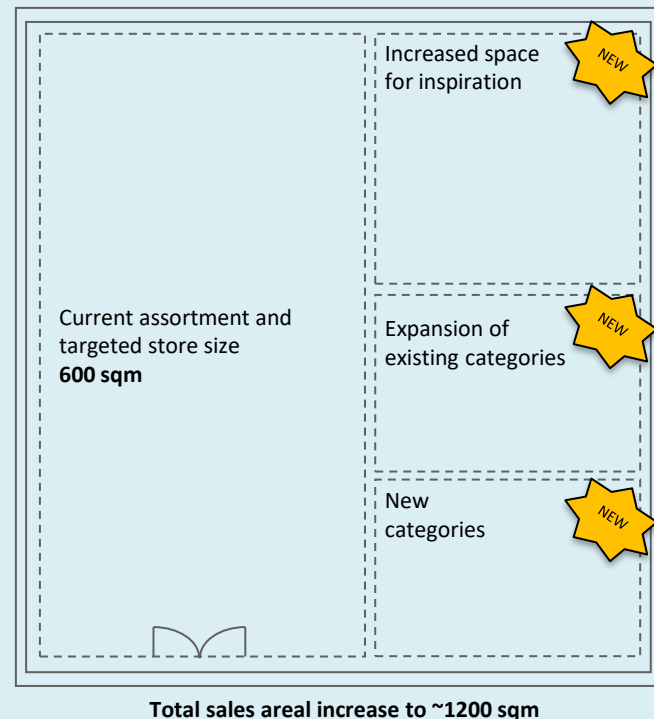 Increased space
for inspiration
NEW
Current assortment and
targeted store size
600 sqm
Expansion of
existing categories
NEW
New
categories
NEW
Total sales areal increase to ~1200 sqm